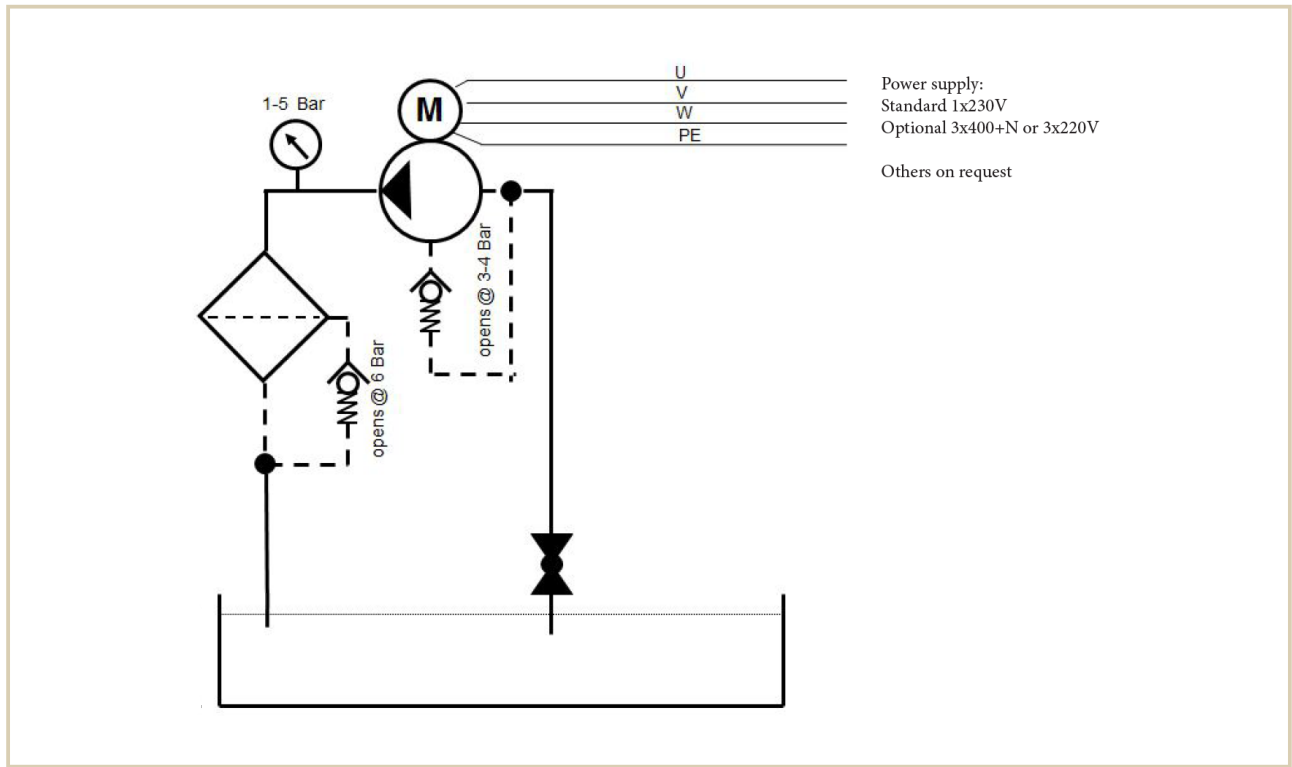 U
V
W
PE
1-5 Bar
M
Power supply:
Standard 1x230V
Optional 3x400+N or 3x220V
Others on request
opens @ 3-4 Bar
opens @ 6 Bar